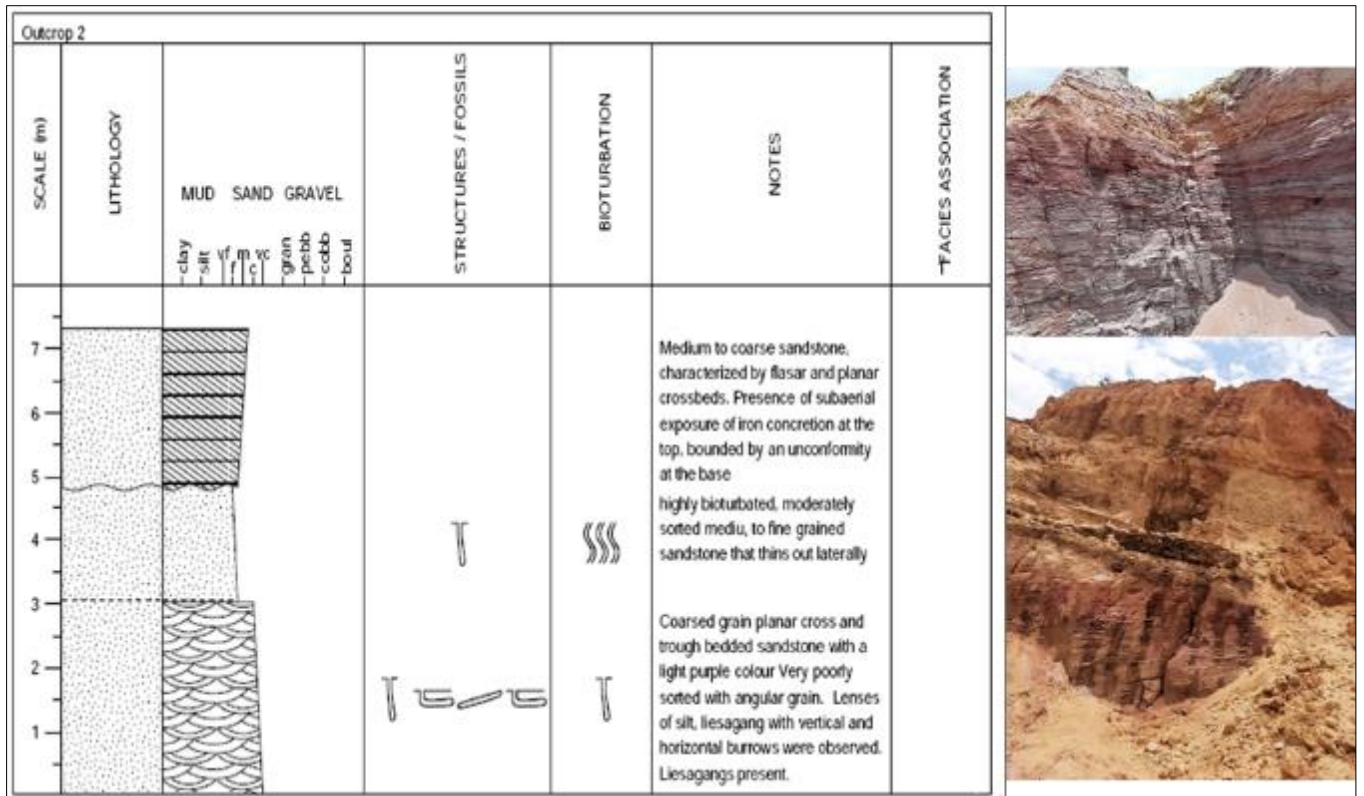 Outcrop 2
SCALE (m)
LITHOLOGY
MUD SAND GRAVEL
clay
silt
vf
f
m
c
vc
gran
pebb
cobb
boul
STRUCTURES / FOSSILS
BIOTURBATION
NOTES
FACIES ASSOCIATION
7
6
5
4
3
2
1
Medium to coarse sandstone,
characterized by flasar and planar
crossbeds. Presence of subaerial
exposure of iron concretion at the
top, bounded by an unconformity
at the base
highly bioturbated, moderately
sorted mediu, to fine grained
sandstone that thins out laterally
Coarsed grain planar cross and
trough bedded sandstone with a
light purple colour Very poorly
sorted with angular grain. Lenses
of silt, liesagang with vertical and
horizontal burrows were observed.
Liesagangs present.